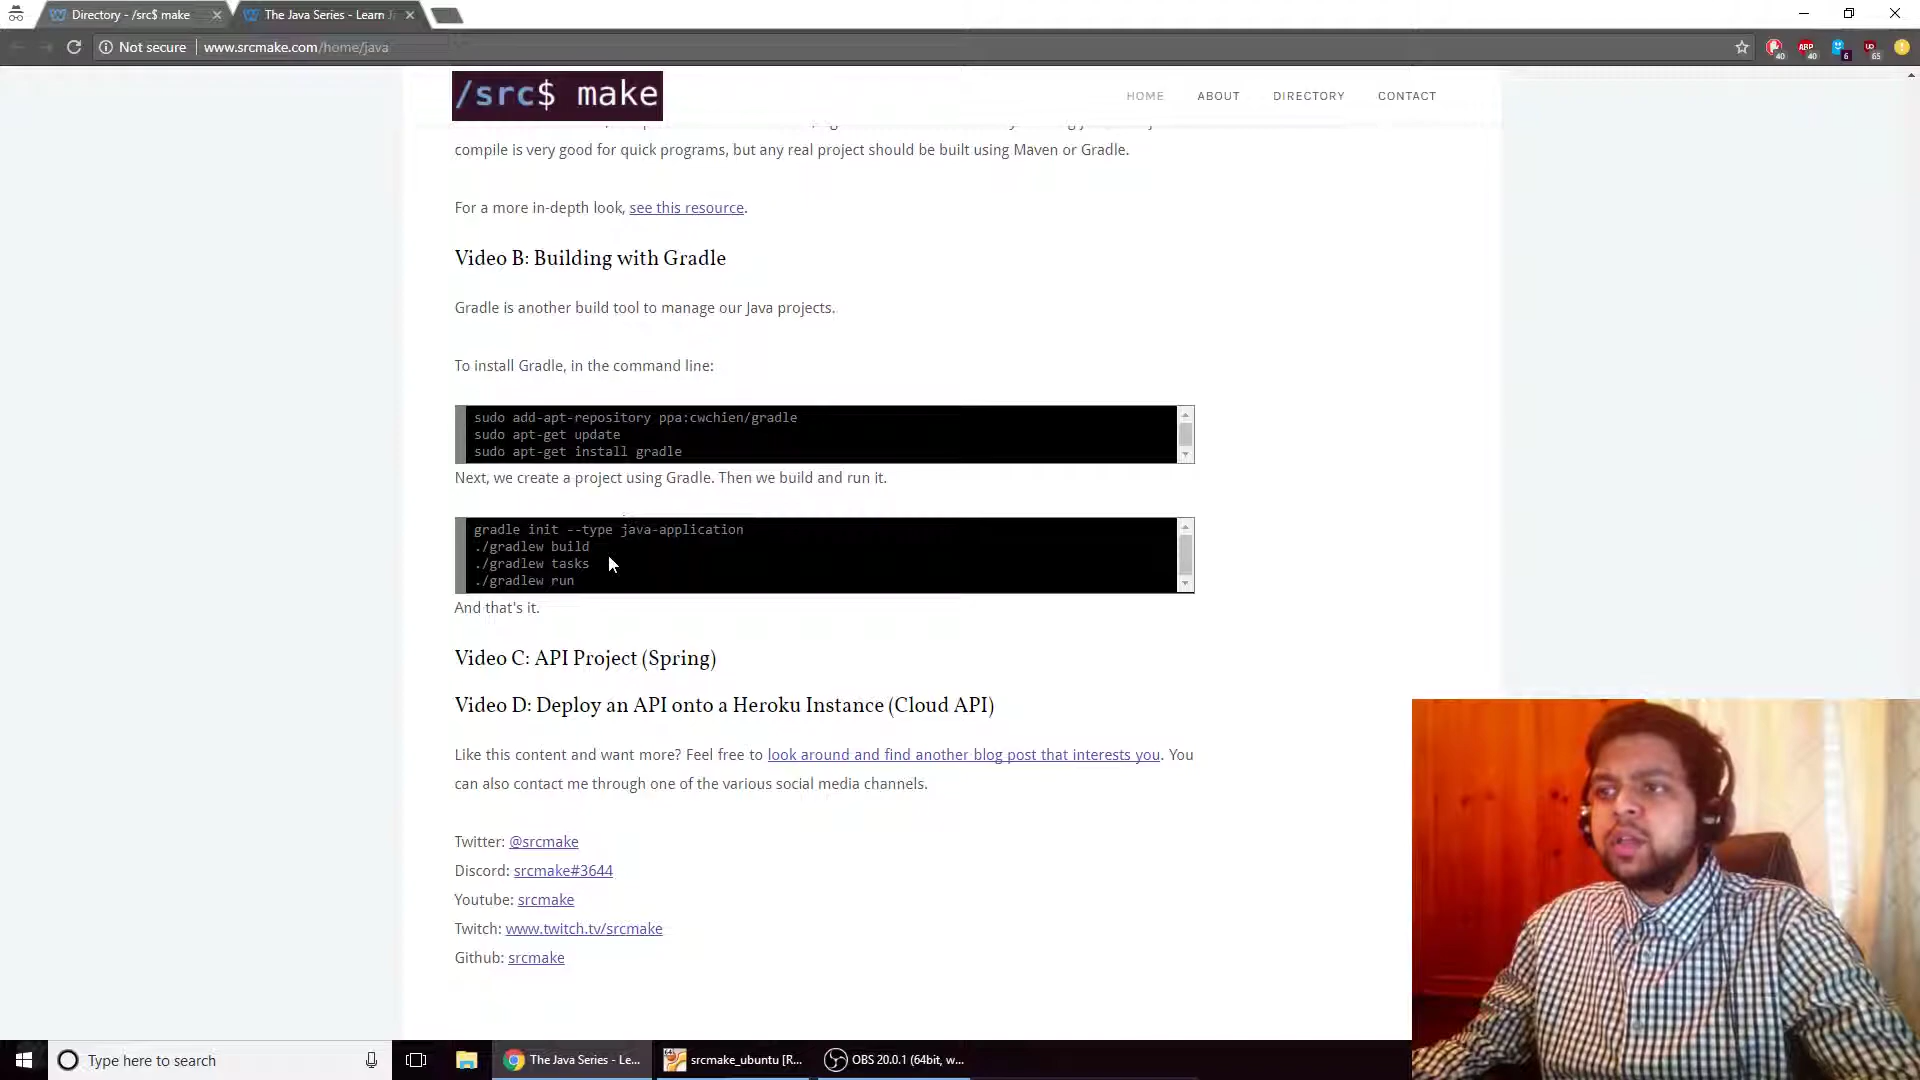 Directory - /src$ make
The Java Series - Learn J
Not secure
www.srcmake.com/home/java
40
40
6
65
/src$ make
HOME
ABOUT
DIRECTORY
CONTACT
compile is very good for quick programs, but any real project should be built using Maven or Gradle.
For a more in-depth look, see this resource.
Video B: Building with Gradle
Gradle is another build tool to manage our Java projects.
To install Gradle, in the command line:
sudo add-apt-repository ppa:cwchien/gradle
sudo apt-get update
sudo apt-get install gradle
Next, we create a project using Gradle. Then we build and run it.
gradle init --type java-application
./gradlew build
./gradlew tasks
./gradlew run
And that's it.
Video C: API Project (Spring)
Video D: Deploy an API onto a Heroku Instance (Cloud API)
Like this content and want more? Feel free to look around and find another blog post that interests you. You
can also contact me through one of the various social media channels.
Twitter: @srcmake
Discord: srcmake#3644
Youtube: srcmake
Twitch: www.twitch.tv/srcmake
Github: srcmake
Type here to search
The Java Series - Le...
srcmake_ubuntu [R...
OBS 20.0.1 (64bit, w...